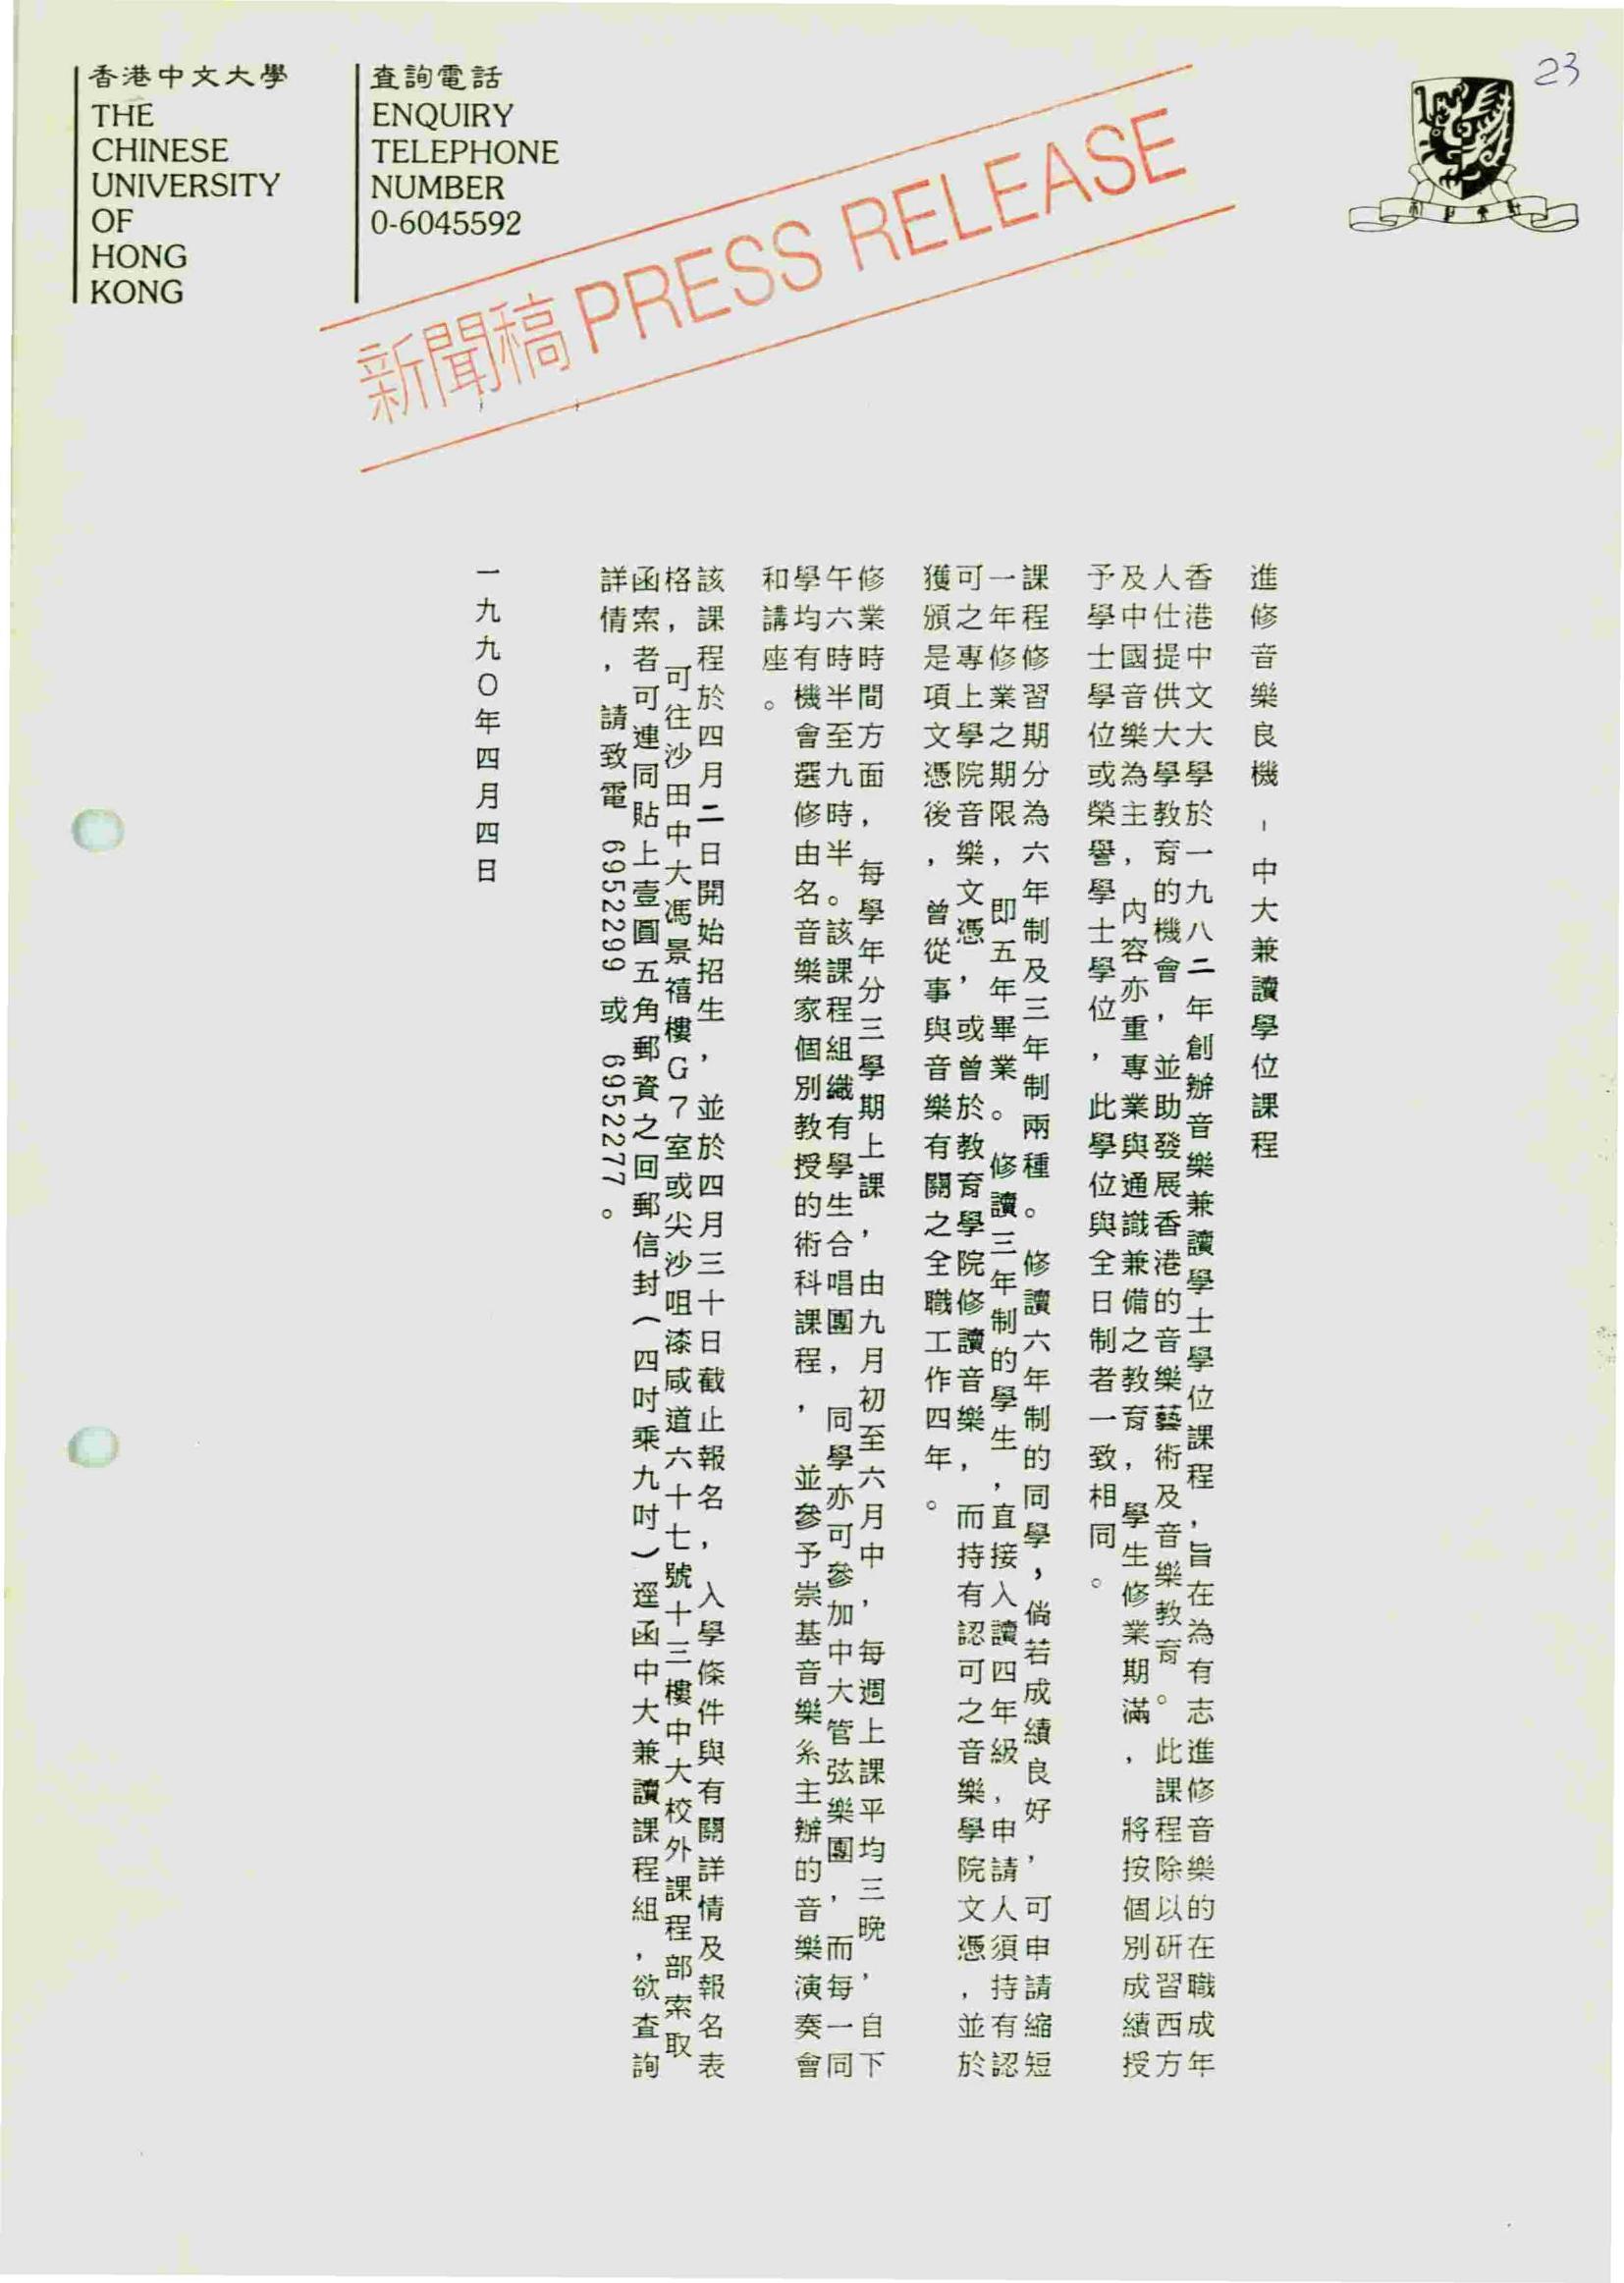 香港中文大學
THE
CHINESE
UNIVERSITY
OF
HONG
KONG
查詢電話
ENQUIRY
TELEPHONE
NUMBER
0-6045592
新聞稿 PRESS RELEASE
23
進修音樂良機 - 中大兼讀學位課程
香港中文大學於一九八二年創辦音樂兼讀學士學位課程，旨在為有志進修音樂的在職成年
人仕提供大學教育的機會，並助發展香港的音樂藝術及音樂教育。此課程除以研習西方
及中國音樂為主，內容亦重專業與通識兼備之教育，學生修業期滿，將按個別成績授
予學士學位或榮譽學士學位，此學位與全日制者一致相同。
課程修習期分為六年制及三年制兩種。修讀六年制的同學，倘若成績良好，可申請縮短
一年修業之期限，即五年畢業。修讀三年制的學生，直接入讀四年級，申請人須持有認
可之專上學院音樂文憑，或曾於教育學院修讀音樂，而持有認可之音樂學院文憑，並於
獲頒是項文憑後，曾從事與音樂有關之全職工作四年。
修業時間方面，每學年分三學期上課，由九月初至六月中，每週上課平均三晚，自下
午六時半至九時半。該課程組織有學生合唱團，同學亦可參加中大管弦樂團，而每一同
學均有機會選修由名音樂家個別教授的術科課程，並參予崇基音樂系主辦的音樂演奏會
和講座。
該課程於四月二日開始招生，並於四月三十日截止報名，入學條件與有關詳情及報名表
格，可往沙田中大馮景禧樓G7室或尖沙咀漆咸道六十七號十三樓中大校外課程部索取
函索者可連同貼上壹圓五角郵資之回郵信封（四吋乘九吋）逕函中大兼讀課程組，欲查詢
詳情，請致電 6952299 或 6952277。
一九九０年四月四日